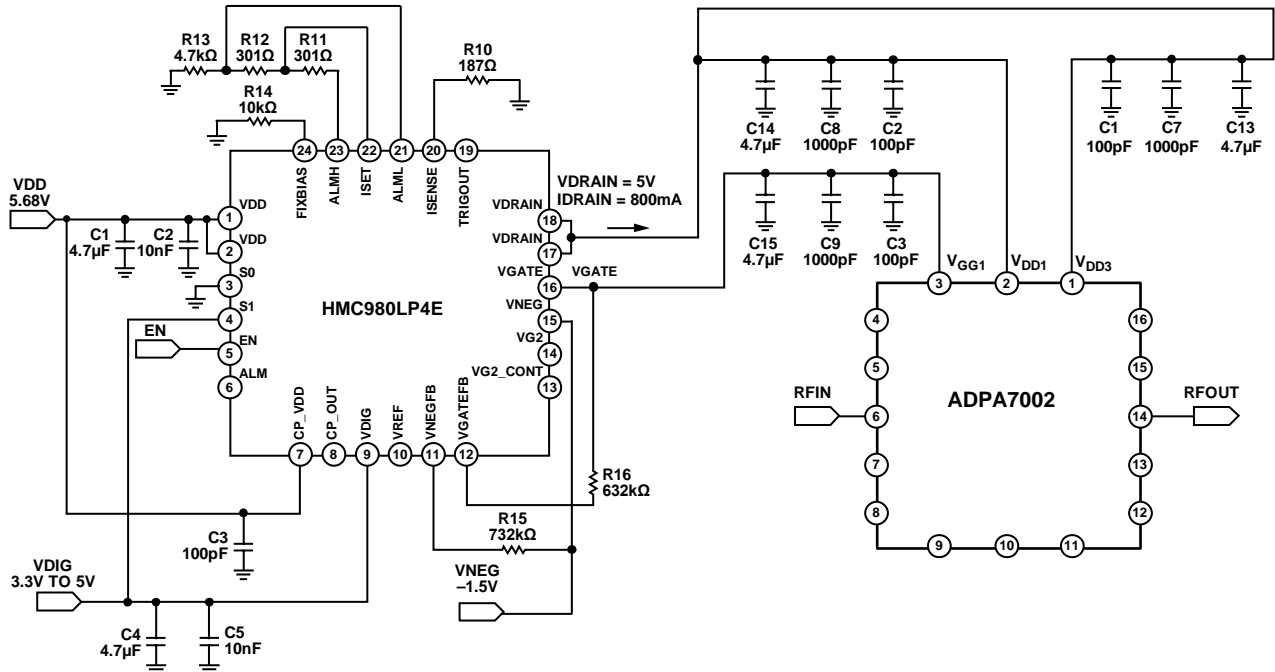 R13
4.7kΩ
R12
301Ω
R11
301Ω
R10
187Ω
R14
10kΩ
C14
4.7µF
C8
1000pF
C2
100pF
C1
100pF
C7
1000pF
C13
4.7µF
24
23
22
21
20
19
FIXBIAS
ALMH
ISET
ALML
ISENSE
TRIGOUT
VDD
5.68V
C1
4.7µF
C2
10nF
1
VDD
2
VDD
3
S0
4
S1
EN
5
EN
6
ALM
HMC980LP4E
VDRAIN = 5V
IDRAIN = 800mA
VDRAIN
18
VDRAIN
17
VGATE
16
VGATE
VNEG
15
VG2
14
VG2_CONT
13
C15
4.7µF
C9
1000pF
C3
100pF
VGG1
VDD1
VDD3
3
2
1
4
5
6
7
8
9
10
11
12
13
14
15
16
RFIN
ADPA7002
RFOUT
CP_VDD
CP_OUT
VDIG
VREF
VNEGFB
VGATEFB
7
8
9
10
11
12
R16
632kΩ
R15
732kΩ
C3
100pF
VDIG
3.3V TO 5V
VNEG
–1.5V
C4
4.7µF
C5
10nF